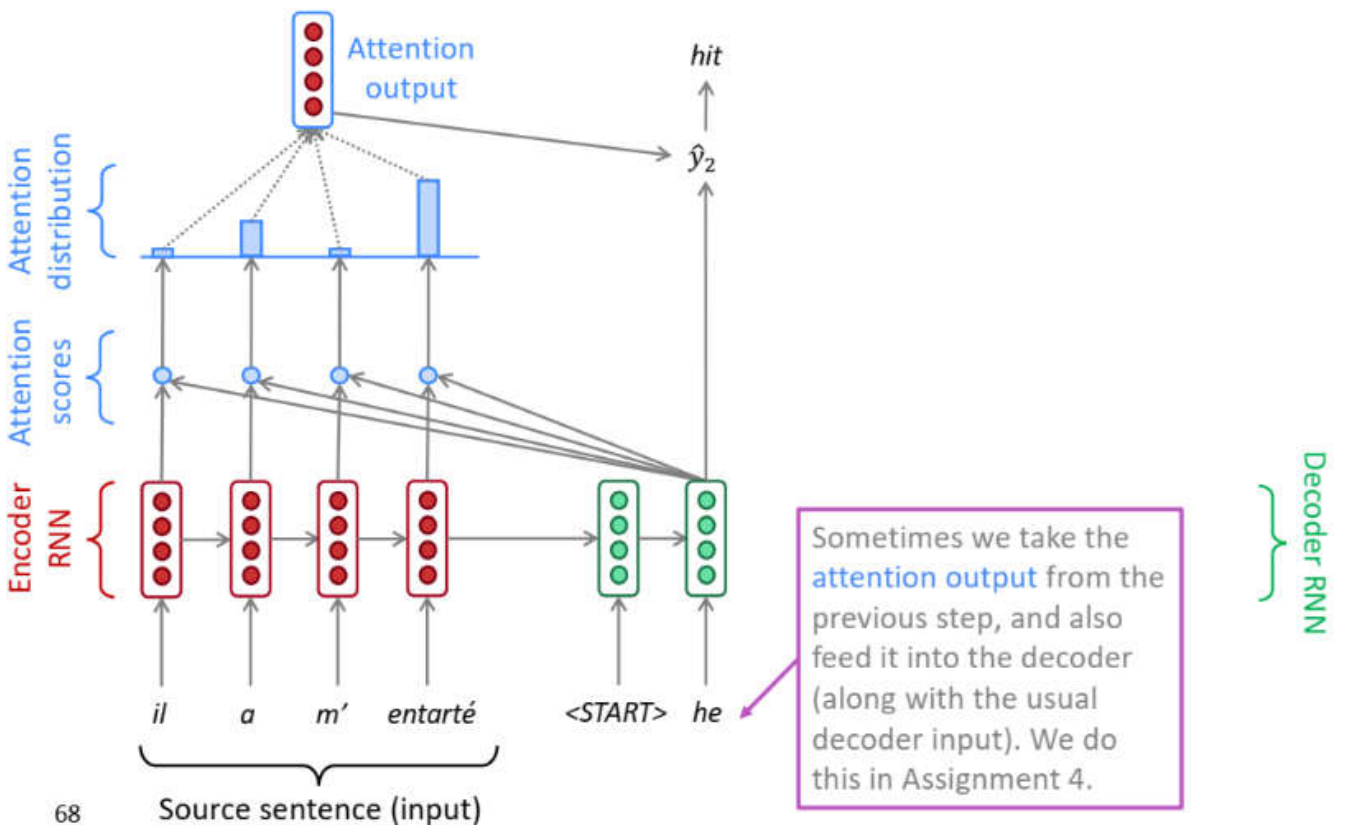 Attention
output
hit
ŷ₂
Attention
distribution
Attention
scores
Encoder
RNN
Decoder RNN
Sometimes we take the
attention output from the
previous step, and also
feed it into the decoder
(along with the usual
decoder input). We do
this in Assignment 4.
il a m’ entarté <START> he
Source sentence (input)
68